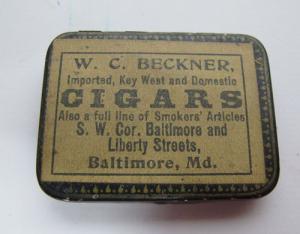 W. C. BECKNER,
Imported, Key West and Domestic
CIGARS
Also a full line of Smokers' Articles
S. W. Cor. Baltimore and
Liberty Streets,
Baltimore, Md.